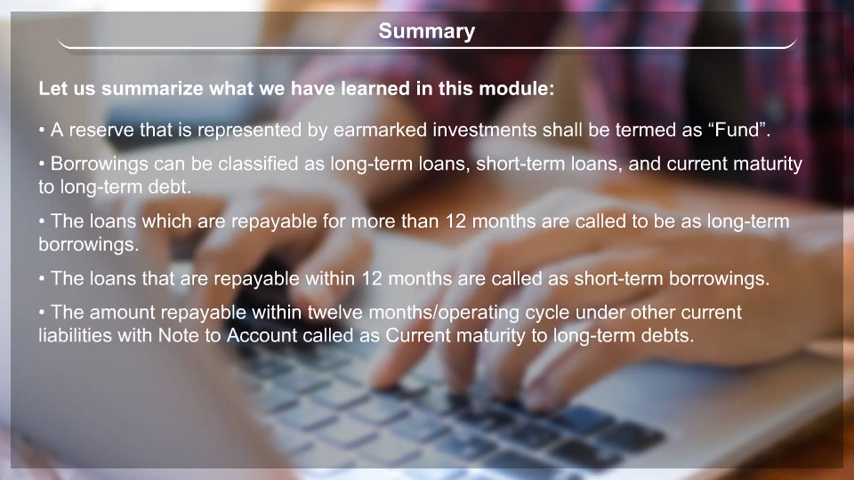 Summary
Let us summarize what we have learned in this module:
• A reserve that is represented by earmarked investments shall be termed as “Fund”.
• Borrowings can be classified as long-term loans, short-term loans, and current maturity
to long-term debt.
• The loans which are repayable for more than 12 months are called to be as long-term
borrowings.
• The loans that are repayable within 12 months are called as short-term borrowings.
• The amount repayable within twelve months/operating cycle under other current
liabilities with Note to Account called as Current maturity to long-term debts.